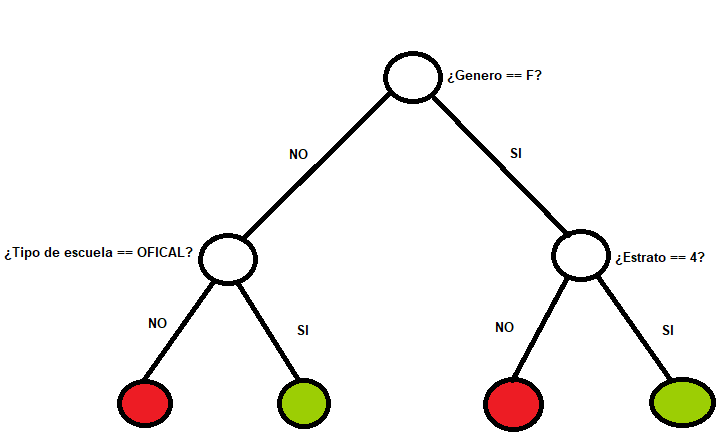 ¿Genero == F?
NO
SI
¿Tipo de escuela == OFICAL?
¿Estrato == 4?
NO
SI
NO
SI